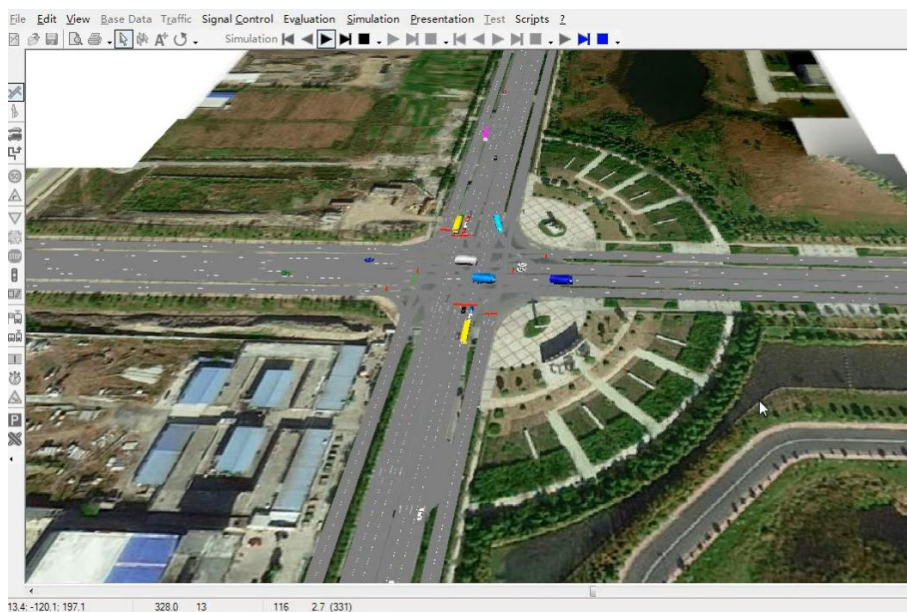 File Edit View Base Data Traffic Signal Control Evaluation Simulation Presentation Test Scripts ?
Simulation
13.4: -120.1: 197.1 328.0 13 116 2.7 (331)